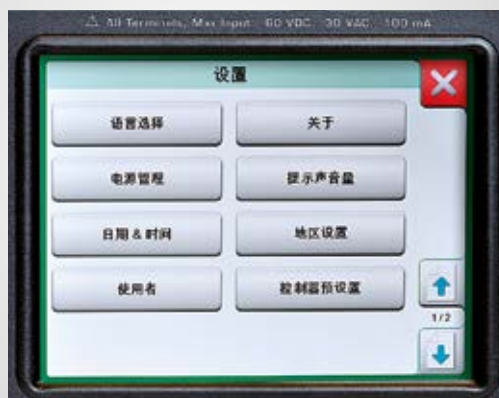 ⚠ All Terminals, Max Input 60 VDC, 30 VAC, 100 mA
设置
语言选择 关于
电源管理 提示声音量
日期 & 时间 地区设置
使用者 控制器预设置
1/2